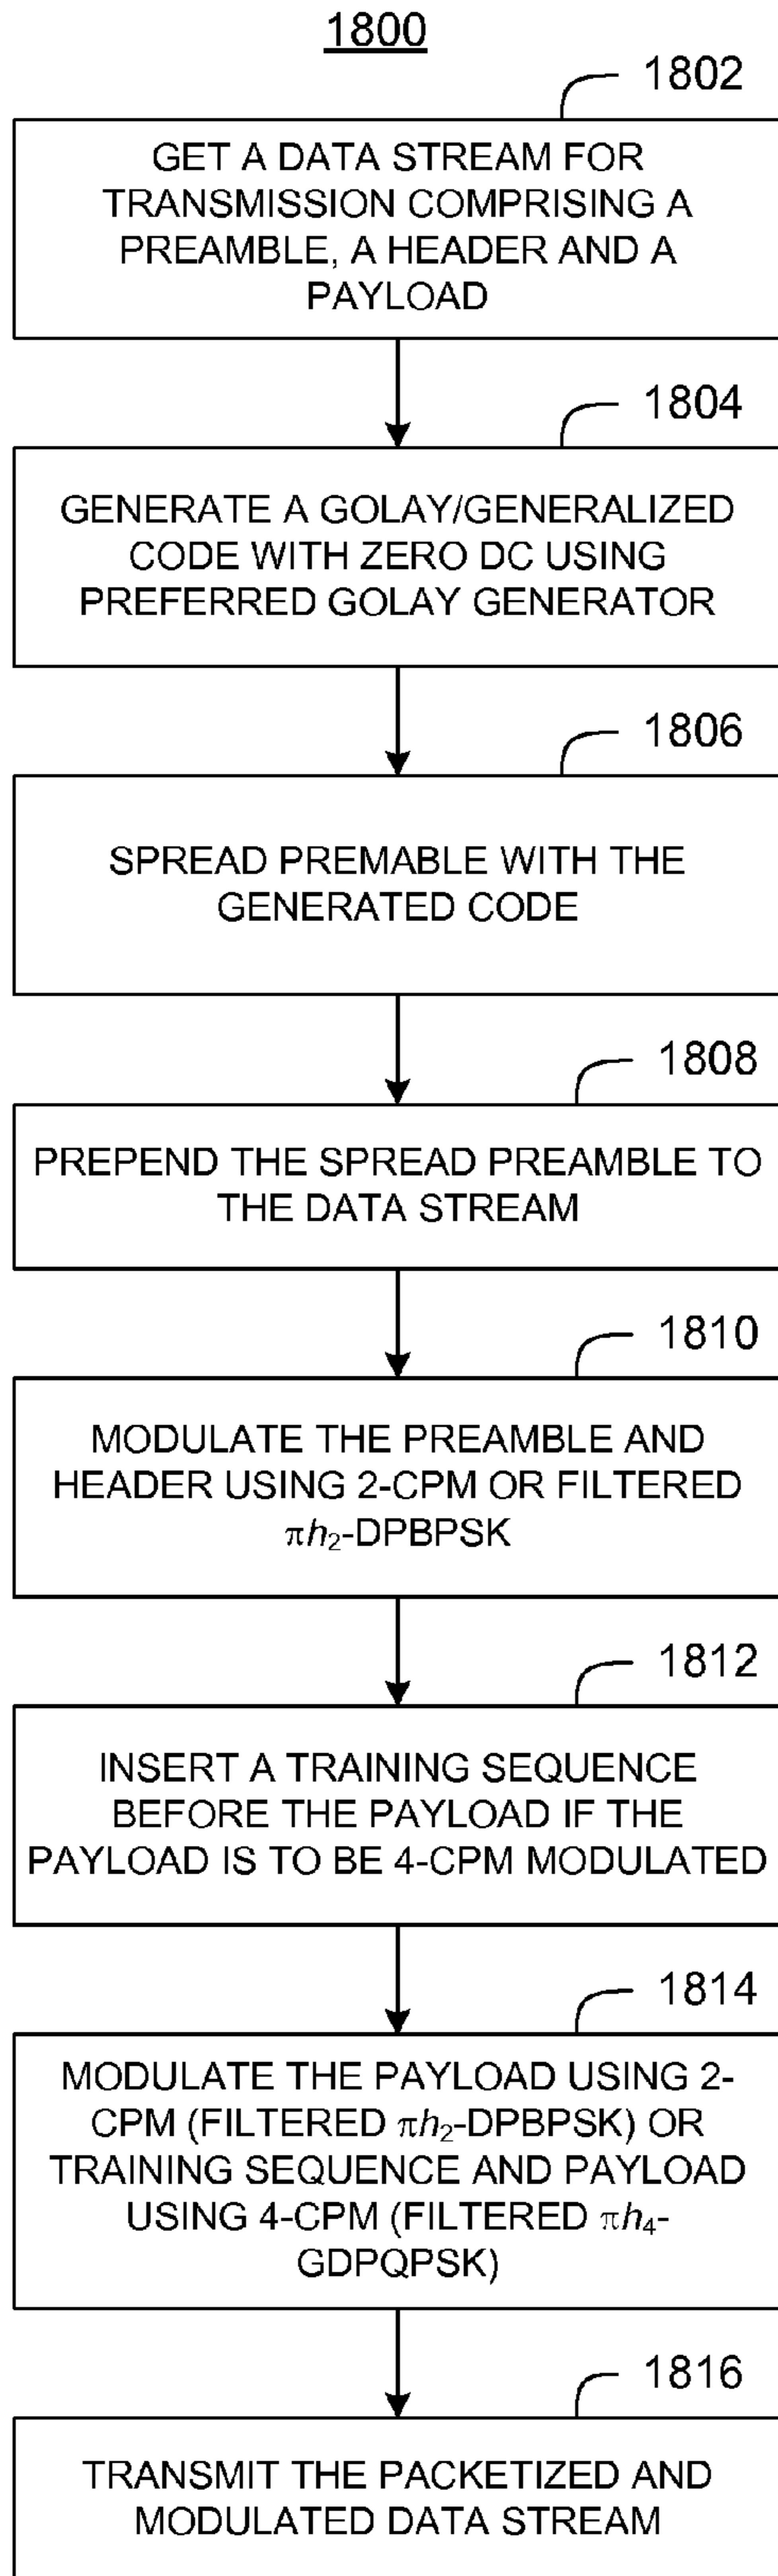 1800
1802
GET A DATA STREAM FOR
TRANSMISSION COMPRISING A
PREAMBLE, A HEADER AND A
PAYLOAD
1804
GENERATE A GOLAY/GENERALIZED
CODE WITH ZERO DC USING
PREFERRED GOLAY GENERATOR
1806
SPREAD PREMABLE WITH THE
GENERATED CODE
1808
PREPEND THE SPREAD PREAMBLE TO
THE DATA STREAM
1810
MODULATE THE PREAMBLE AND
HEADER USING 2-CPM OR FILTERED
πh₂-DPBPSK
1812
INSERT A TRAINING SEQUENCE
BEFORE THE PAYLOAD IF THE
PAYLOAD IS TO BE 4-CPM MODULATED
1814
MODULATE THE PAYLOAD USING 2-
CPM (FILTERED πh₂-DPBPSK) OR
TRAINING SEQUENCE AND PAYLOAD
USING 4-CPM (FILTERED πh₄-
GDPQPSK)
1816
TRANSMIT THE PACKETIZED AND
MODULATED DATA STREAM